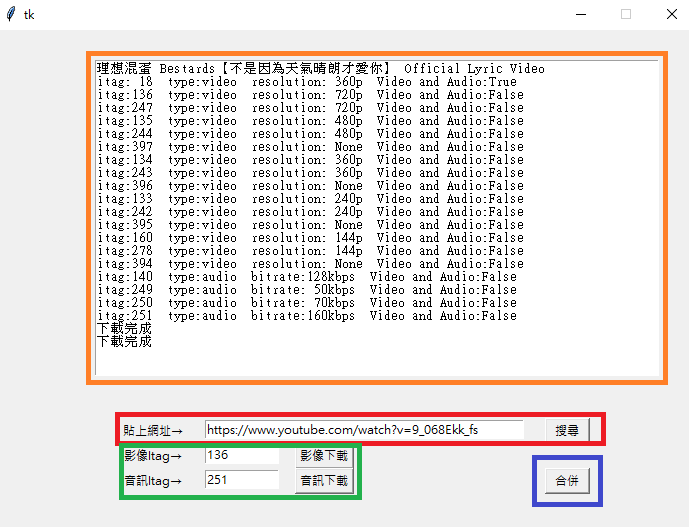 tk
理想混蛋 Bestards【不是因為天氣晴朗才愛你】 Official Lyric Video
itag: 18 type:video resolution: 360p Video and Audio:True
itag:136 type:video resolution: 720p Video and Audio:False
itag:247 type:video resolution: 720p Video and Audio:False
itag:135 type:video resolution: 480p Video and Audio:False
itag:244 type:video resolution: 480p Video and Audio:False
itag:397 type:video resolution: None Video and Audio:False
itag:134 type:video resolution: 360p Video and Audio:False
itag:243 type:video resolution: 360p Video and Audio:False
itag:396 type:video resolution: None Video and Audio:False
itag:133 type:video resolution: 240p Video and Audio:False
itag:242 type:video resolution: 240p Video and Audio:False
itag:395 type:video resolution: None Video and Audio:False
itag:160 type:video resolution: 144p Video and Audio:False
itag:278 type:video resolution: 144p Video and Audio:False
itag:394 type:video resolution: None Video and Audio:False
itag:140 type:audio bitrate:128kbps Video and Audio:False
itag:249 type:audio bitrate: 50kbps Video and Audio:False
itag:250 type:audio bitrate: 70kbps Video and Audio:False
itag:251 type:audio bitrate:160kbps Video and Audio:False
下載完成
下載完成
貼上網址→ https://www.youtube.com/watch?v=9_068Ekk_fs 搜尋
影像Itag→ 136 影像下載
音訊Itag→ 251 音訊下載 合併